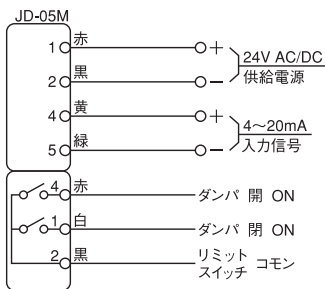 JD-05M
1 赤 +
24V AC/DC
2 黒 − 供給電源
4 黄 +
4～20mA
5 緑 − 入力信号
4 赤 ダンパ 開 ON
1 白 ダンパ 閉 ON
2 黒 リミット
スイッチ コモン